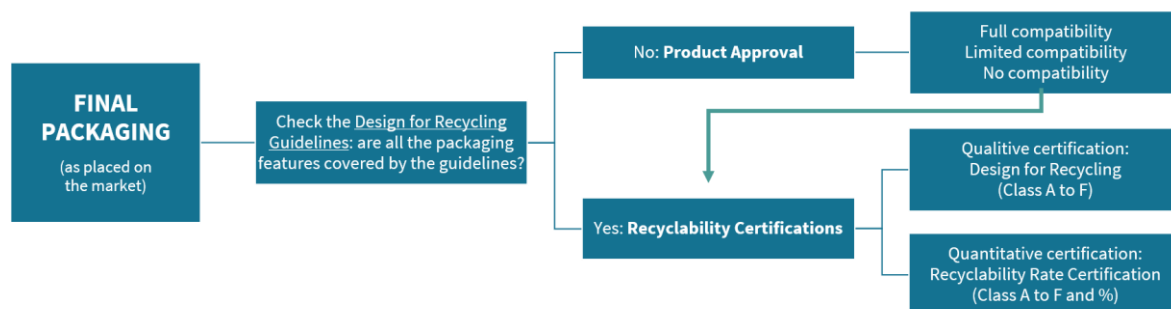 FINAL
PACKAGING
(as placed on
the market)
Check the Design for Recycling
Guidelines: are all the packaging
features covered by the guidelines?
No: Product Approval
Full compatibility
Limited compatibility
No compatibility
Yes: Recyclability Certifications
Qualitive certification:
Design for Recycling
(Class A to F)
Quantitative certification:
Recyclability Rate Certification
(Class A to F and %)